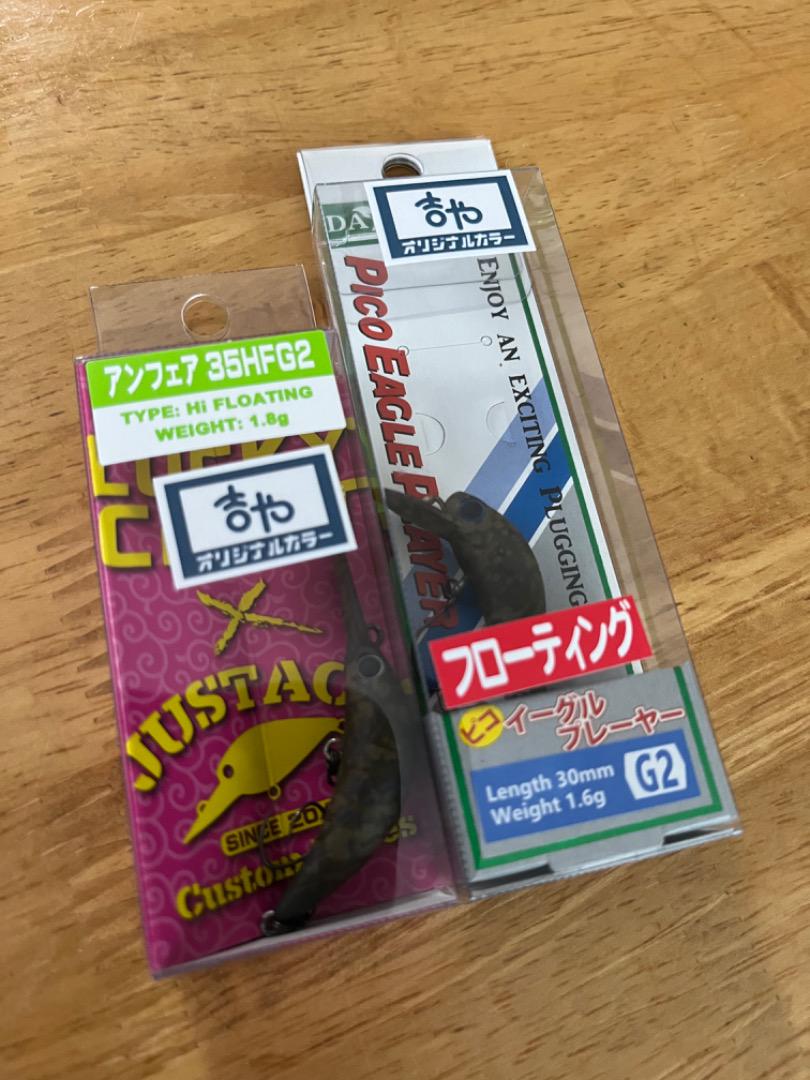 アンフェア 35HFG2
TYPE: Hi FLOATING
WEIGHT: 1.8g
吉や
オリジナルカラー
×
SINCE
吉や
オリジナルカラー
PICO EAGLE PLAYER
ENJOY AN EXCITING PLUGGING
フローティング
ピコ イーグル
プレーヤー
Length 30mm
Weight 1.6g
G2